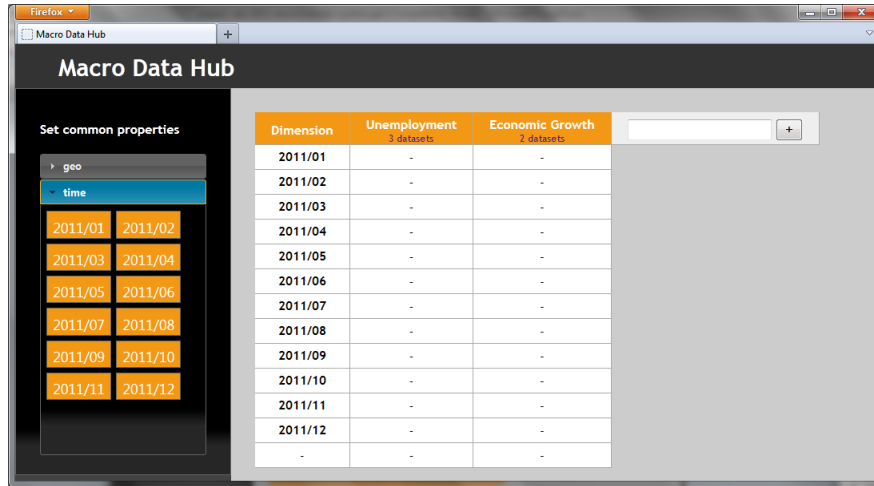 Firefox
Macro Data Hub
+
Macro Data Hub
Set common properties
geo
time
2011/01 2011/02
2011/03 2011/04
2011/05 2011/06
2011/07 2011/08
2011/09 2011/10
2011/11 2011/12
Dimension Unemployment Economic Growth
3 datasets 2 datasets
+
2011/01 - -
2011/02 - -
2011/03 - -
2011/04 - -
2011/05 - -
2011/06 - -
2011/07 - -
2011/08 - -
2011/09 - -
2011/10 - -
2011/11 - -
2011/12 - -
- - -